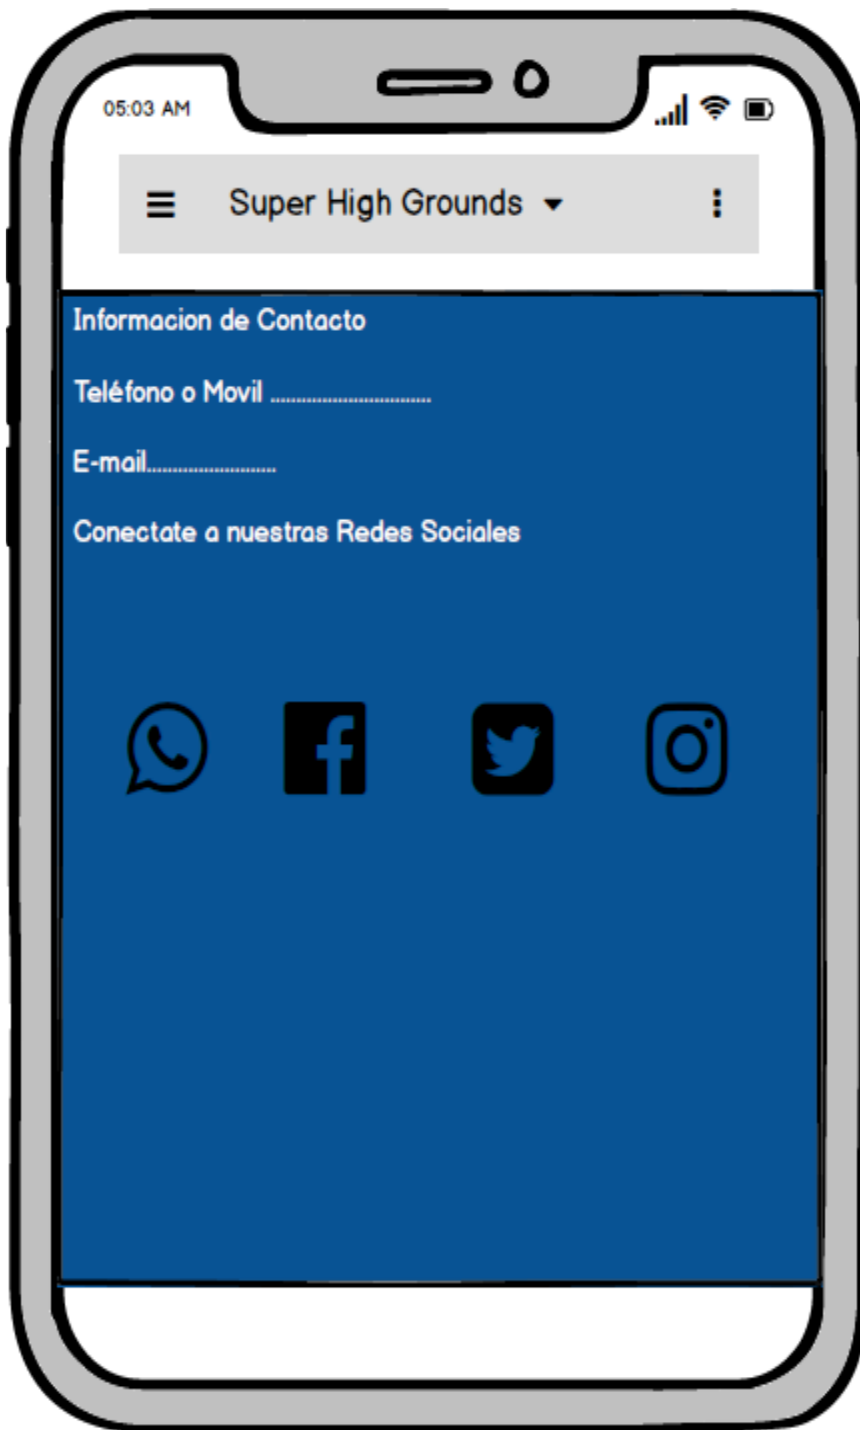 05:03 AM
Super High Grounds
Informacion de Contacto
Teléfono o Movil ......................................
E-mail..............................
Conectate a nuestras Redes Sociales